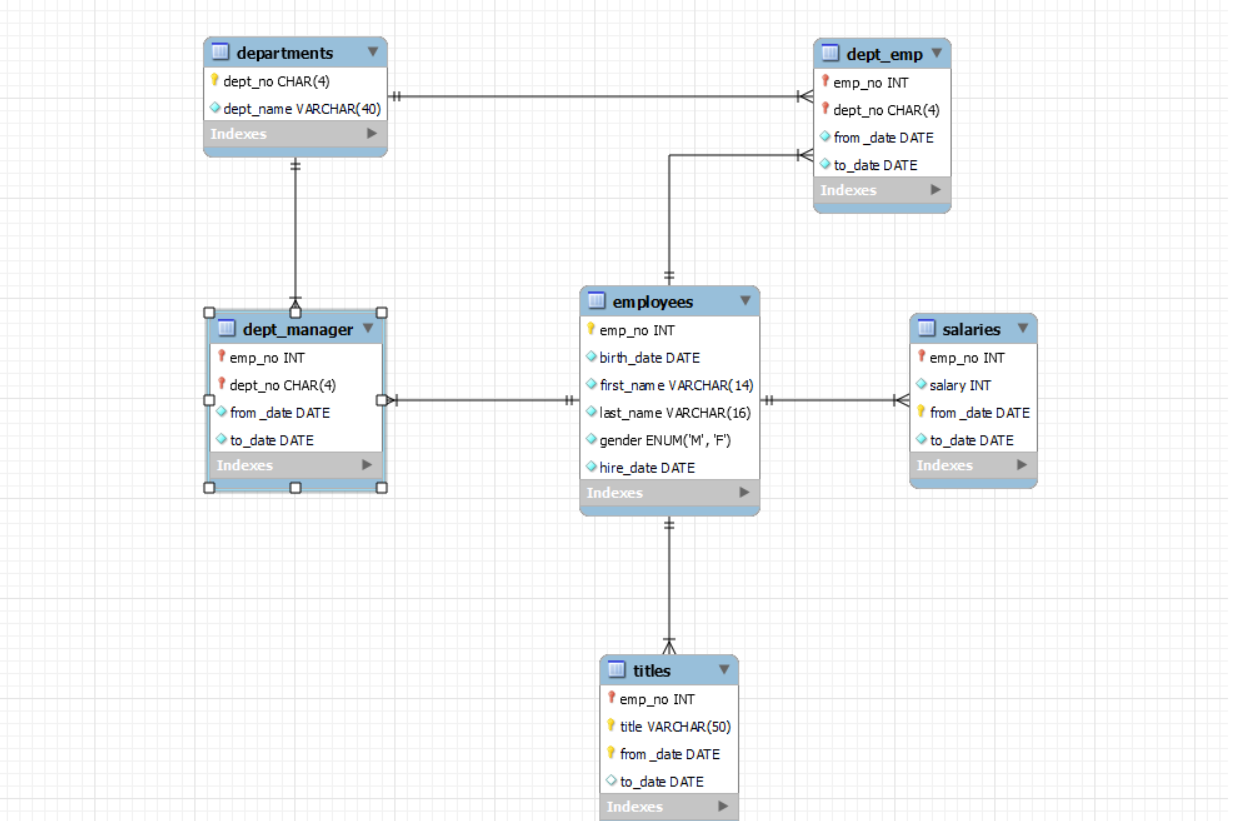 departments
dept_no CHAR(4)
dept_name VARCHAR(40)
Indexes
dept_emp
emp_no INT
dept_no CHAR(4)
from_date DATE
to_date DATE
Indexes
dept_manager
emp_no INT
dept_no CHAR(4)
from_date DATE
to_date DATE
Indexes
employees
emp_no INT
birth_date DATE
first_name VARCHAR(14)
last_name VARCHAR(16)
gender ENUM('M', 'F')
hire_date DATE
Indexes
salaries
emp_no INT
salary INT
from_date DATE
to_date DATE
Indexes
titles
emp_no INT
title VARCHAR(50)
from_date DATE
to_date DATE
Indexes